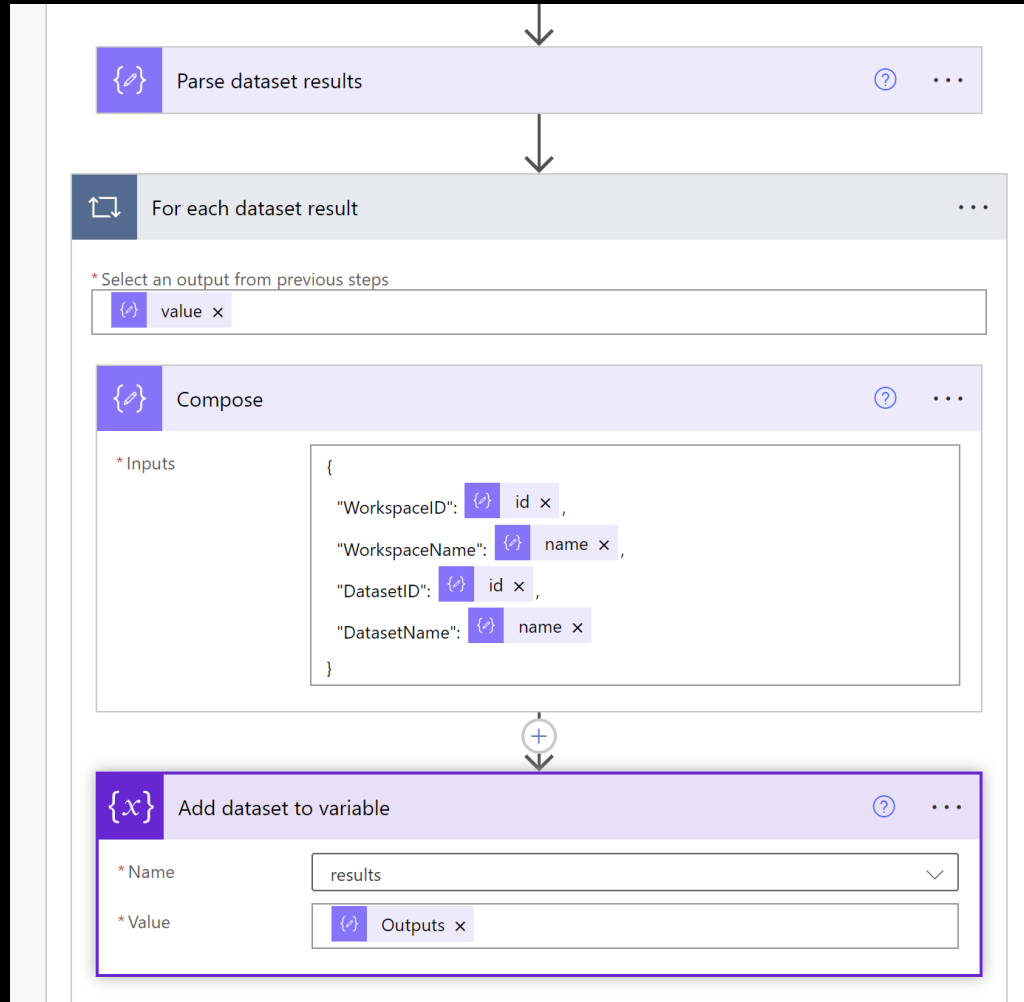 Parse dataset results
For each dataset result
* Select an output from previous steps
value ×
Compose
* Inputs
{
"WorkspaceID": id × ,
"WorkspaceName": name × ,
"DatasetID": id × ,
"DatasetName": name ×
}
{x} Add dataset to variable
* Name
results
* Value
Outputs ×